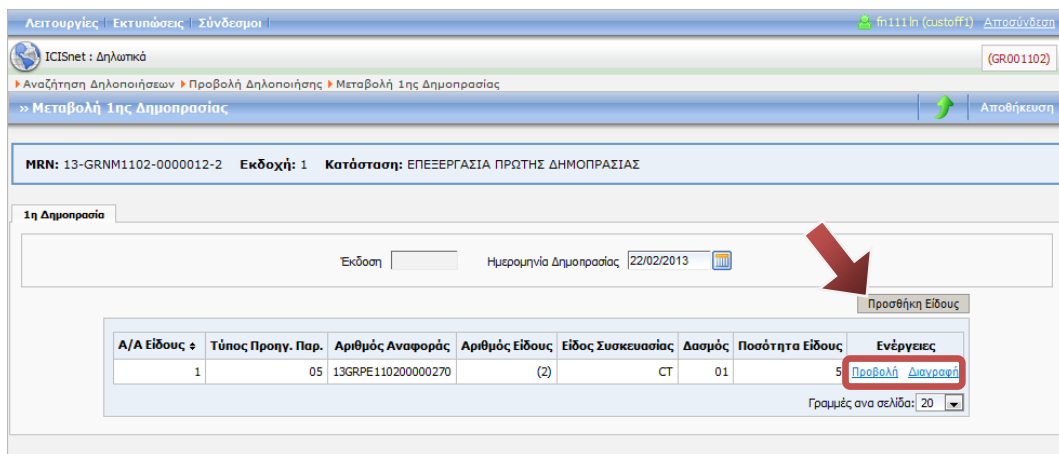 Λειτουργίες | Εκτυπώσεις | Σύνδεσμοι | fn111 ln (custoff1) Αποσύνδεση
ICISnet : Δηλωτικά (GR001102)
Αναζήτηση Δηλοποιήσεων Προβολή Δηλοποιήσης Μεταβολή 1ης Δημοπρασίας
» Μεταβολή 1ης Δημοπρασίας Αποθήκευση
MRN: 13-GRNM1102-0000012-2 Εκδοχή: 1 Κατάσταση: ΕΠΕΞΕΡΓΑΣΙΑ ΠΡΩΤΗΣ ΔΗΜΟΠΡΑΣΙΑΣ
1η Δημοπρασία
Έκδοση Ημερομηνία Δημοπρασίας 22/02/2013
Προσθήκη Είδους
Α/Α Είδους Τύπος Προηγ. Παρ. Αριθμός Αναφοράς Αριθμός Είδους Είδος Συσκευασίας Δασμός Ποσότητα Είδους Ενέργειες
1 05 13GRPE110200000270 (2) CT 01 5 Προβολή Διαγραφή
Γραμμές ανα σελίδα: 20